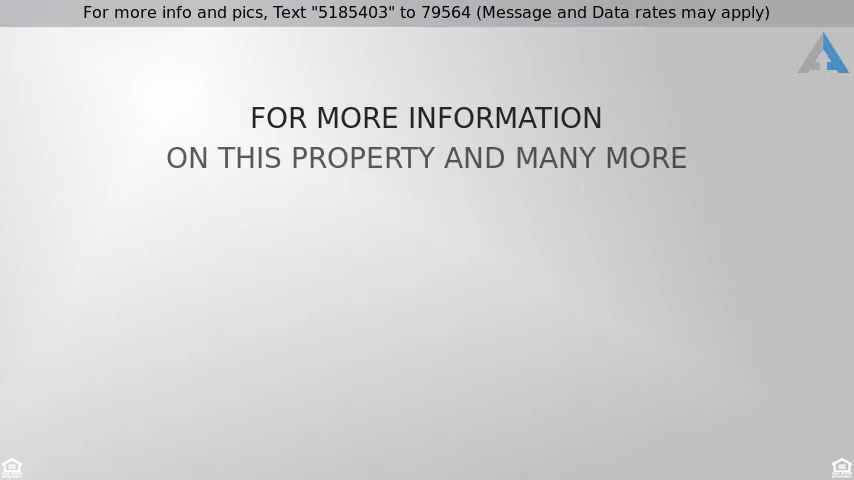 For more info and pics, Text "5185403" to 79564 (Message and Data rates may apply)
FOR MORE INFORMATION
ON THIS PROPERTY AND MANY MORE